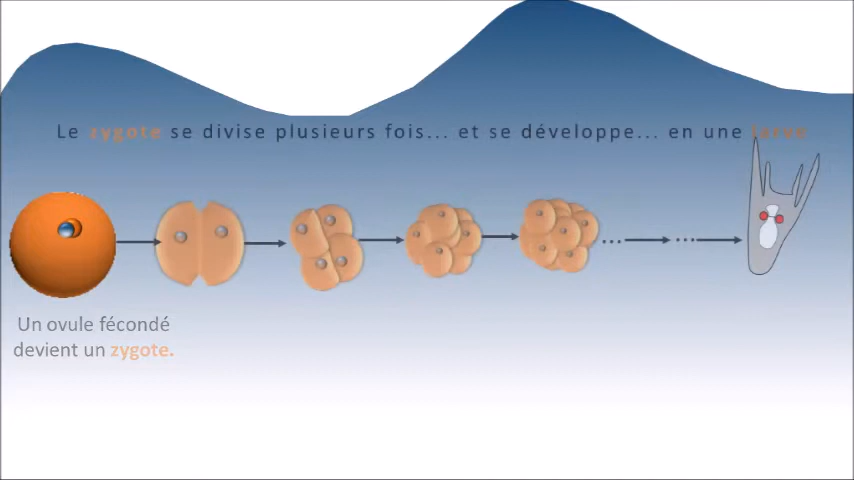 Le zygote se divise plusieurs fois... et se développe... en une larve
Un ovule fécondé
devient un zygote.